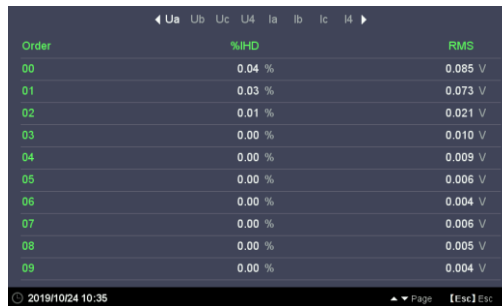 ◀ Ua Ub Uc U4 Ia Ib Ic I4 ▶
Order %IHD RMS
00 0.04 % 0.085 V
01 0.03 % 0.073 V
02 0.01 % 0.021 V
03 0.00 % 0.010 V
04 0.00 % 0.009 V
05 0.00 % 0.006 V
06 0.00 % 0.004 V
07 0.00 % 0.006 V
08 0.00 % 0.005 V
09 0.00 % 0.004 V
2019/10/24 10:35 ▲ ▼ Page 【Esc】Esc